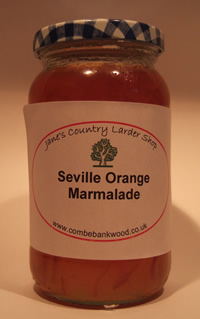 Jane's Country Larder Shop
Seville Orange
Marmalade
www.combebankwood.co.uk